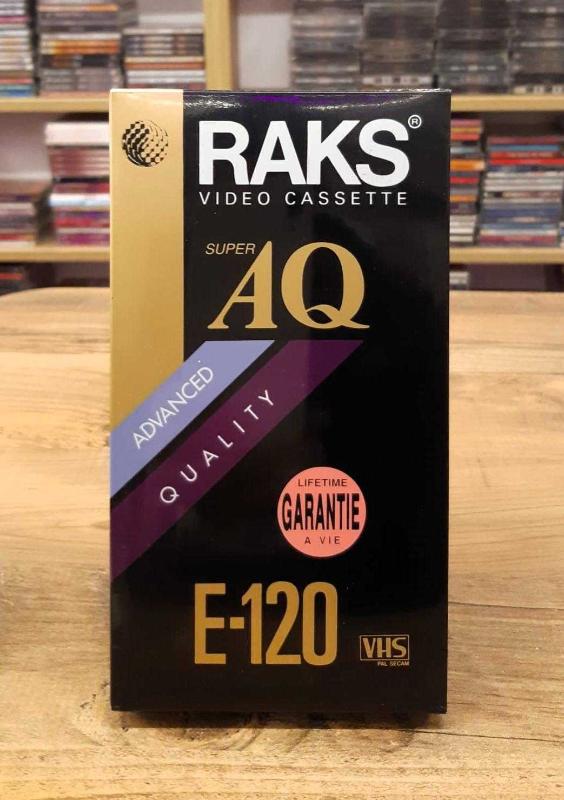 RAKS®
VIDEO CASSETTE
SUPER
AQ
ADVANCED
QUALITY
LIFETIME
GARANTIE
A VIE
E-120
VHS
PAL SECAM